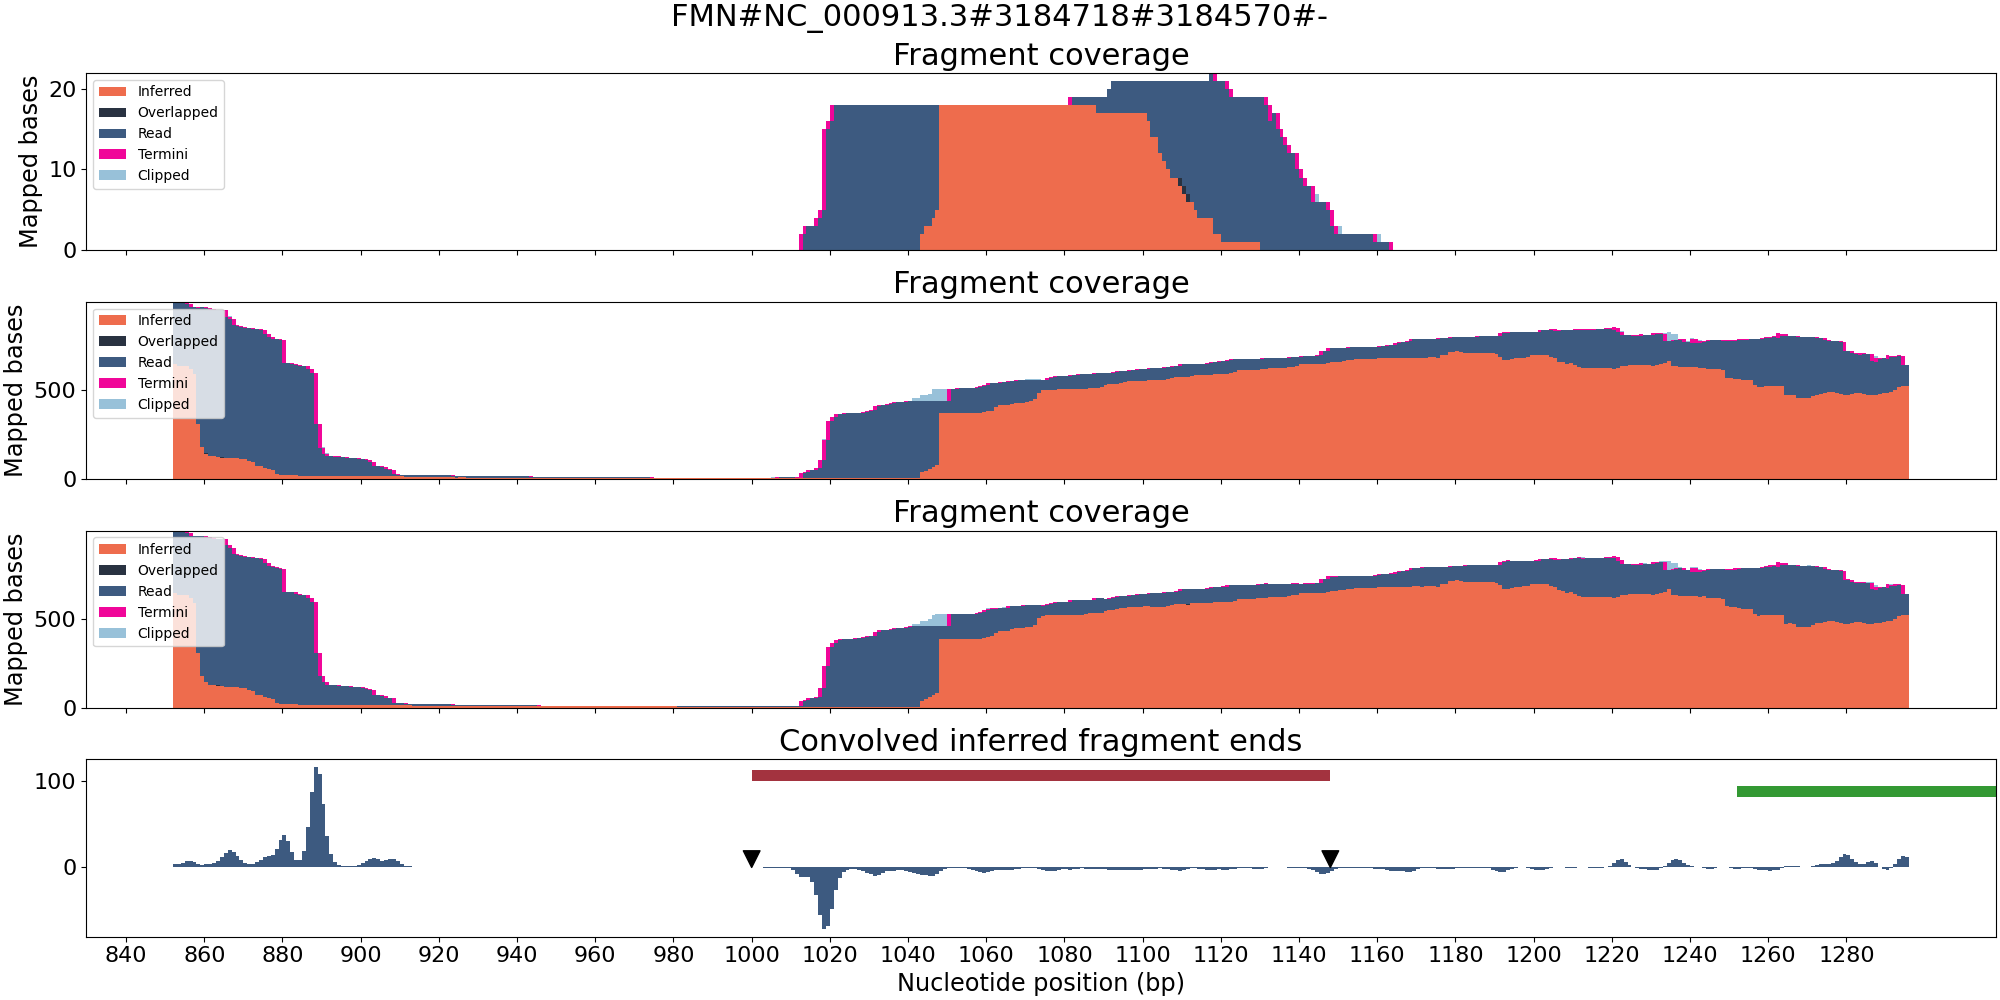 FMN#NC_000913.3#3184718#3184570#-
Fragment coverage
Mapped bases
20
10
0
Inferred
Overlapped
Read
Termini
Clipped
Fragment coverage
Mapped bases
500
0
Inferred
Overlapped
Read
Termini
Clipped
Fragment coverage
Mapped bases
500
0
Inferred
Overlapped
Read
Termini
Clipped
Convolved inferred fragment ends
100
0
840 860 880 900 920 940 960 980 1000 1020 1040 1060 1080 1100 1120 1140 1160 1180 1200 1220 1240 1260 1280
Nucleotide position (bp)